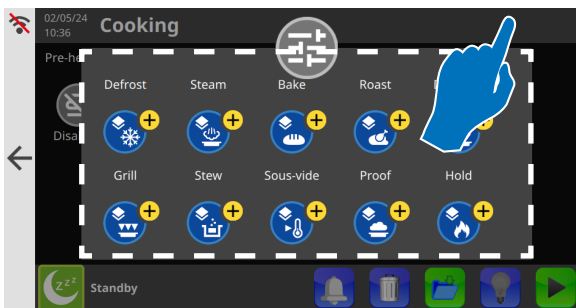 02/05/24
10:36
Cooking
Pre-he
Disa
Defrost Steam Bake Roast
Grill Stew Sous-vide Proof Hold
zzz
Standby